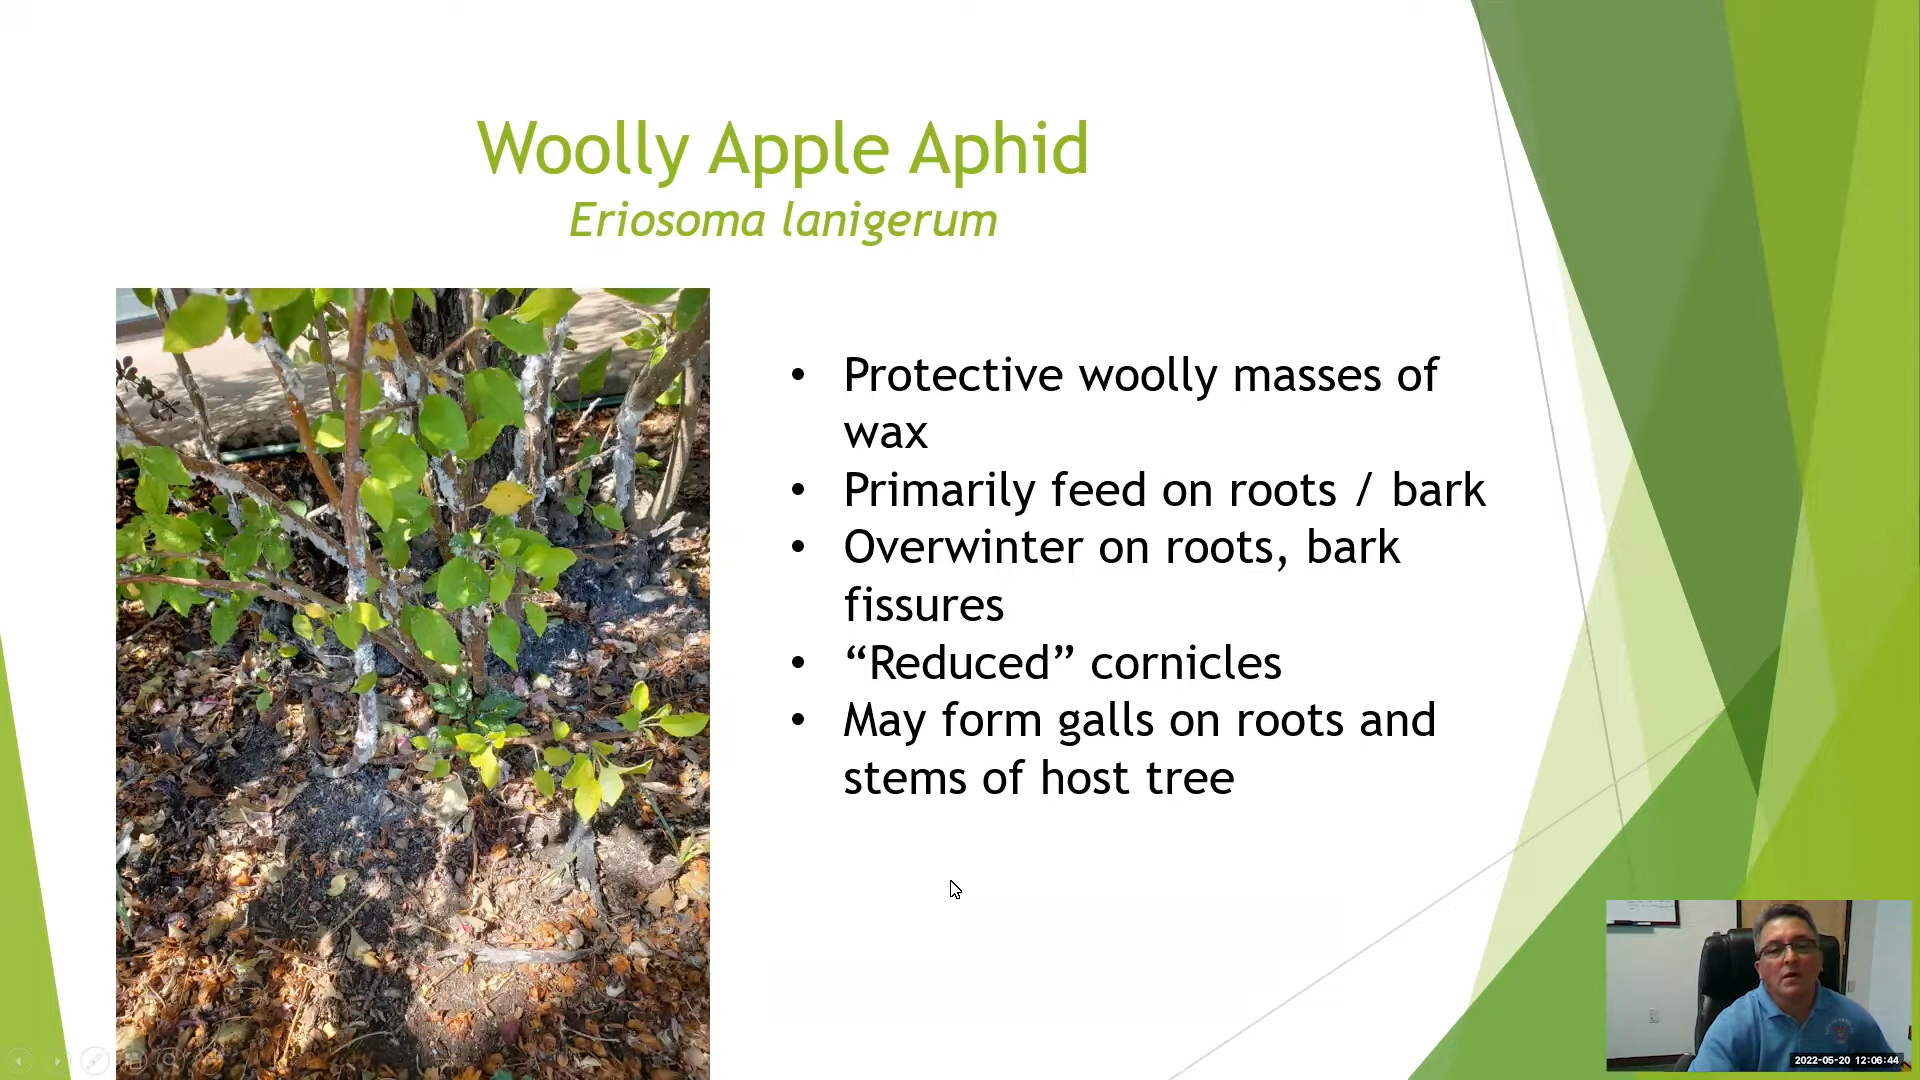 Woolly Apple Aphid
Eriosoma lanigerum
• Protective woolly masses of
wax
• Primarily feed on roots / bark
• Overwinter on roots, bark
fissures
• “Reduced” cornicles
• May form galls on roots and
stems of host tree
2022-05-20 12:06:44